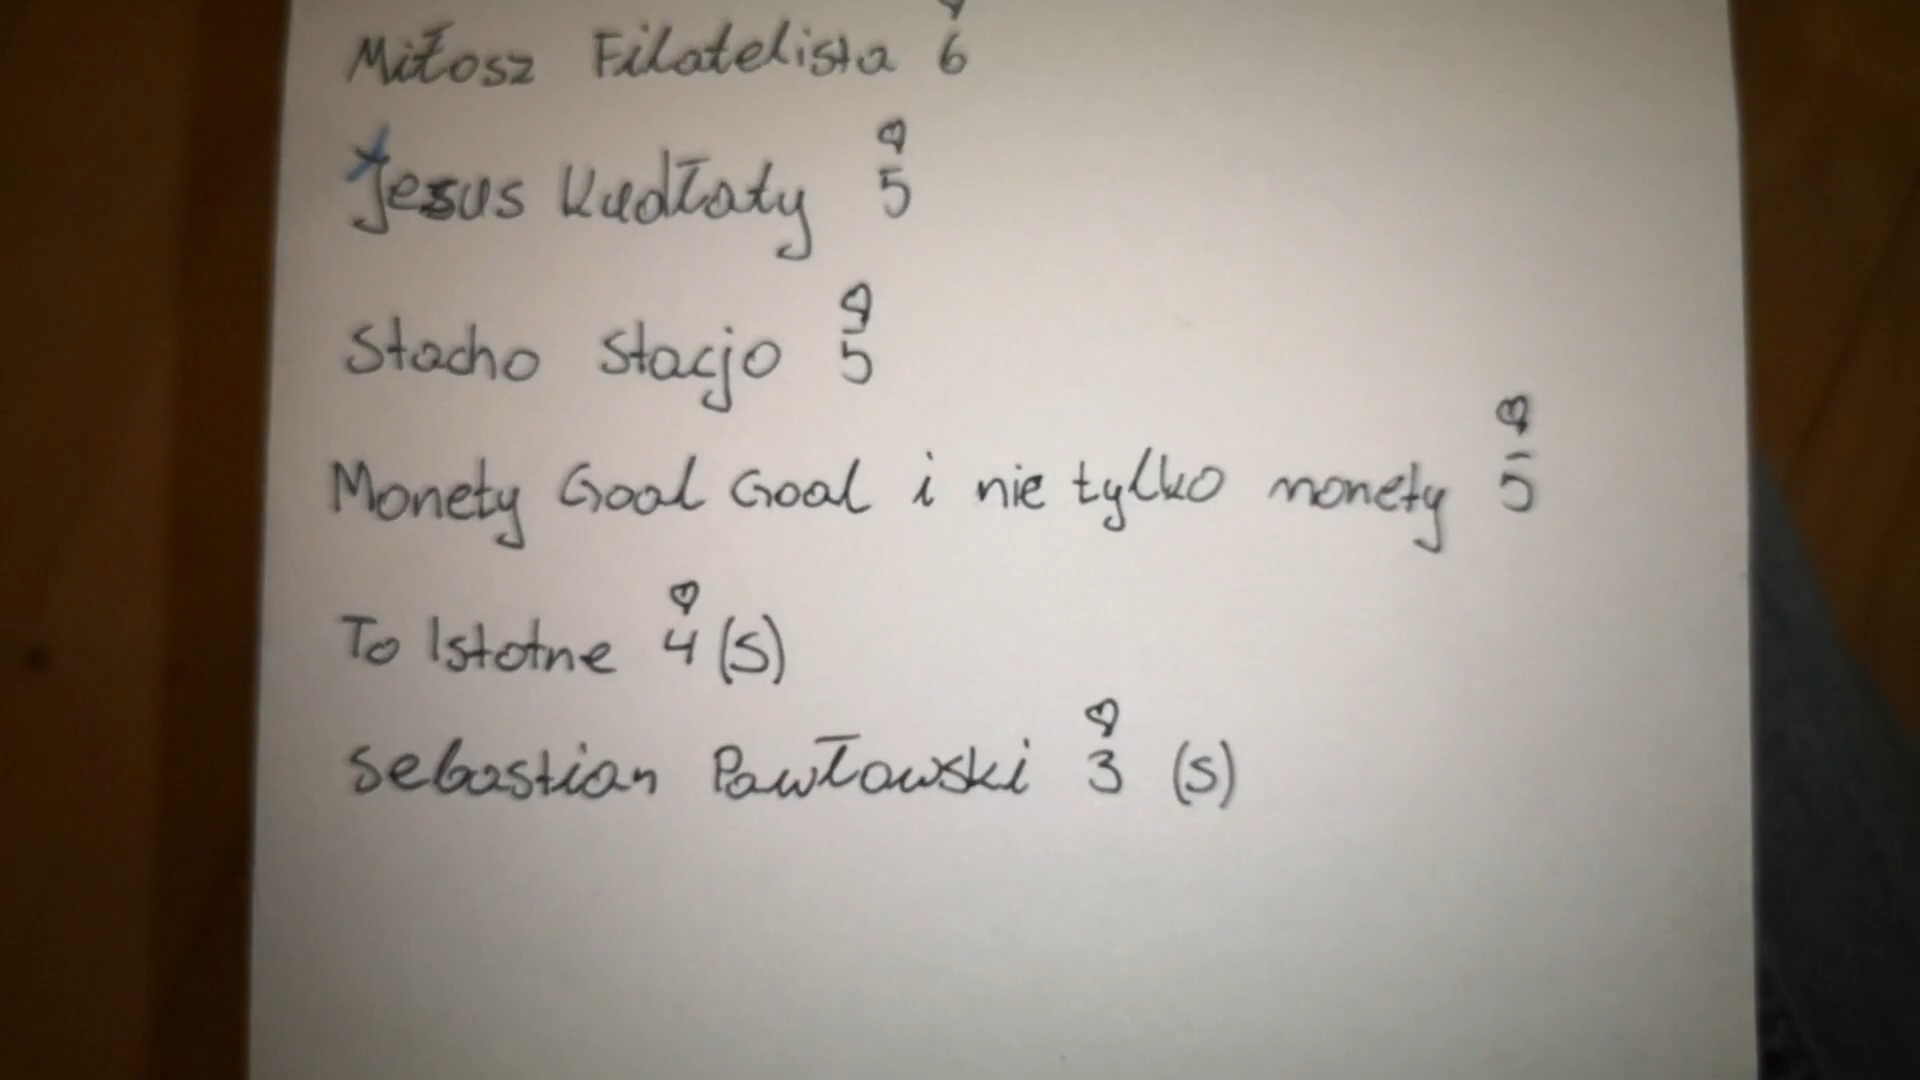 Miłosz Filatelista 6
Jesus Kudłaty ♡ 5
Stacho Stacjo ♡ 5
Monety Goal Goal i nie tylko monety ♡ 5
To Istotne ♡ 4 (S)
Sebastian Pawłowski ♡ 3 (S)